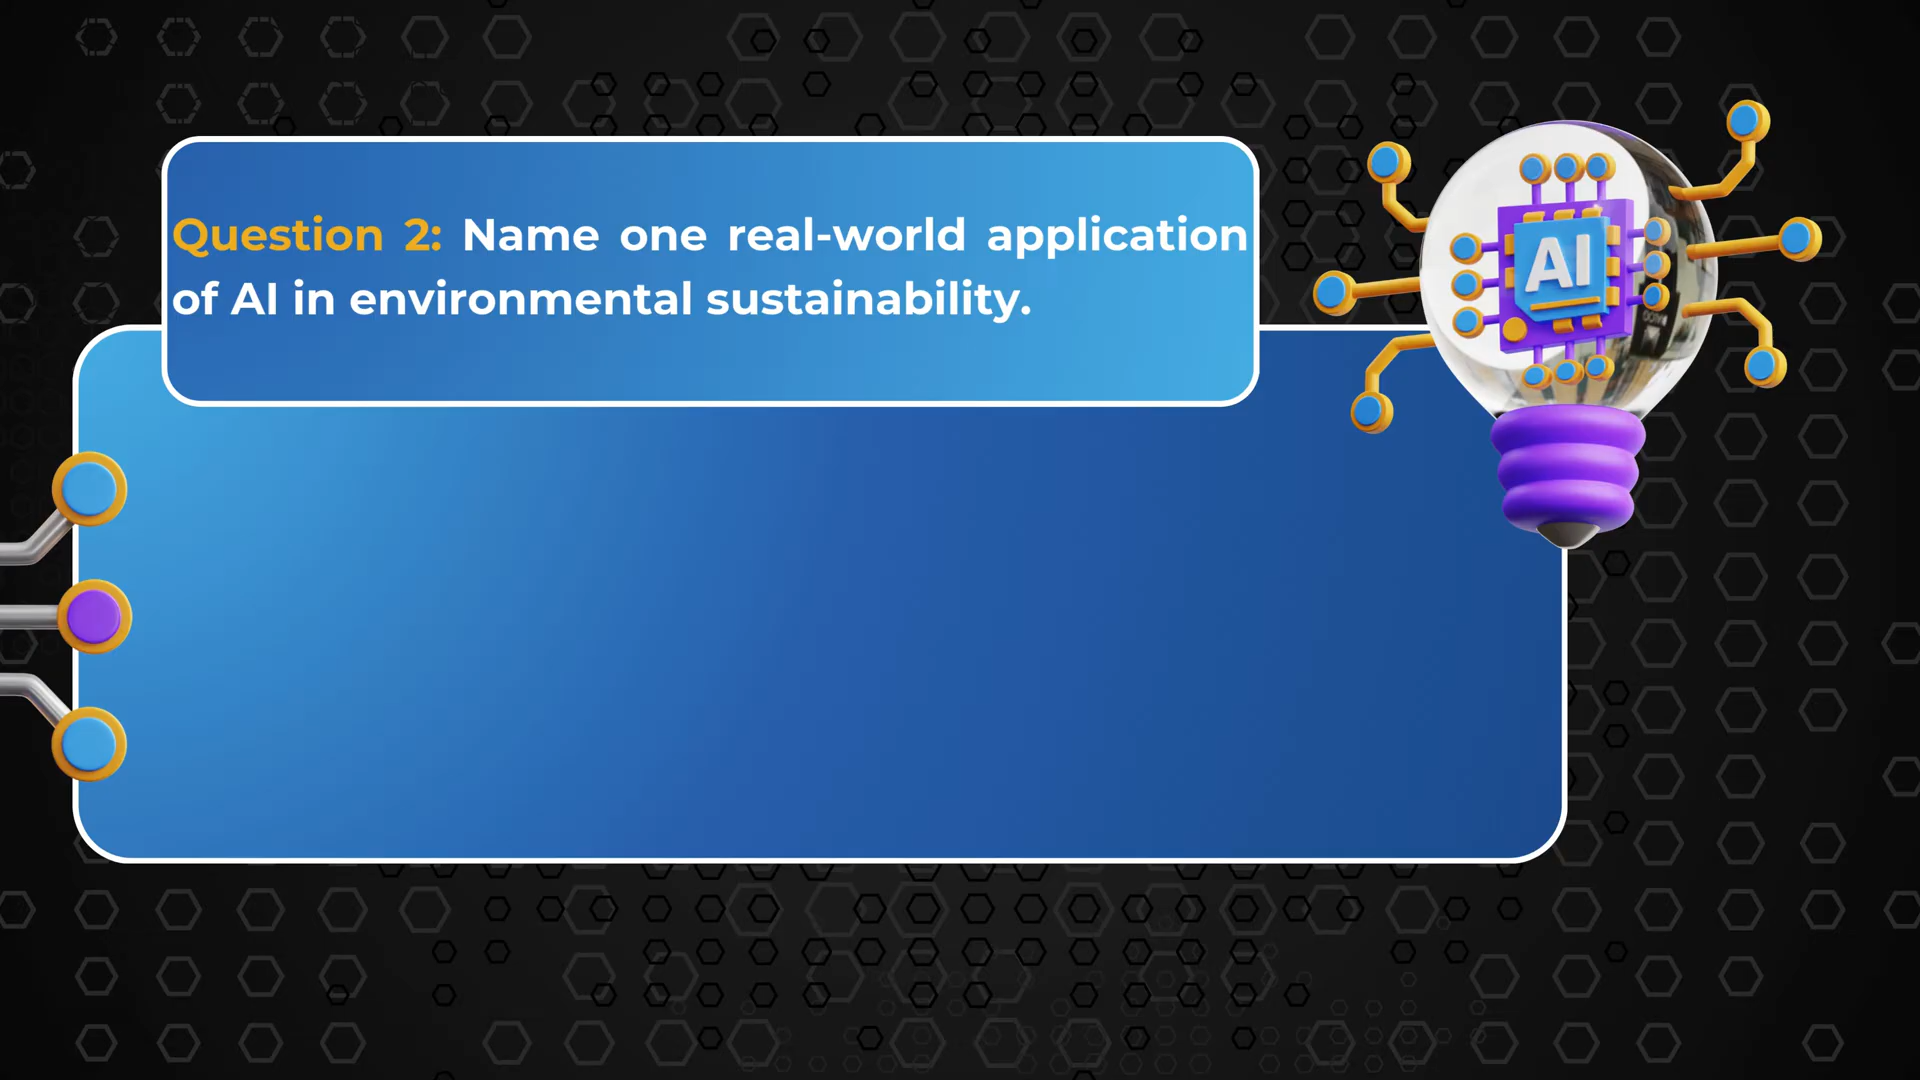 Question 2: Name one real-world application
of AI in environmental sustainability.
AI